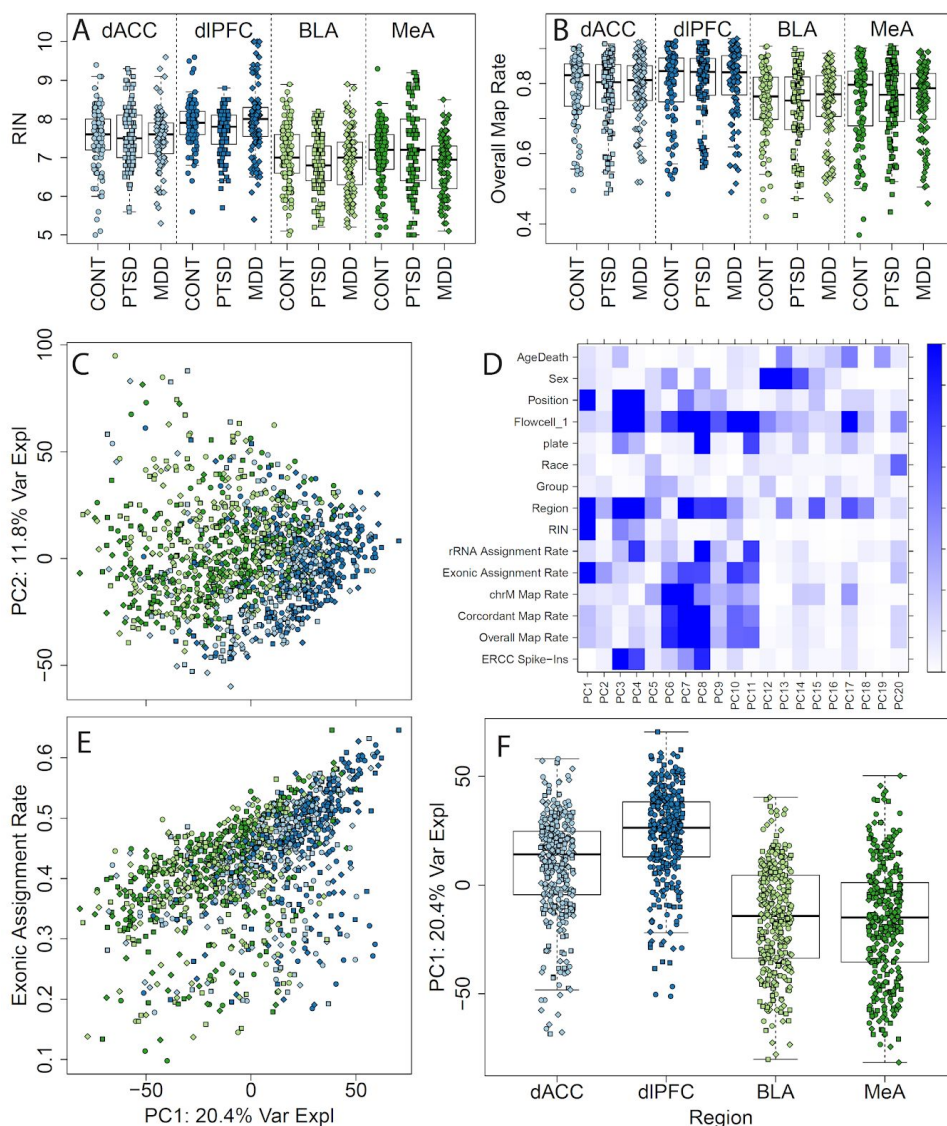 A
dACC
dlPFC
BLA
MeA
RIN
10
9
8
7
6
5
CONT
PTSD
MDD
CONT
PTSD
MDD
CONT
PTSD
MDD
CONT
PTSD
MDD
B
dACC
dlPFC
BLA
MeA
Overall Map Rate
0.8
0.6
0.4
CONT
PTSD
MDD
CONT
PTSD
MDD
CONT
PTSD
MDD
CONT
PTSD
MDD
C
PC2: 11.8% Var Expl
100
50
0
−50
D
AgeDeath
Sex
Position
Flowcell_1
plate
Race
Group
Region
RIN
rRNA Assignment Rate
Exonic Assignment Rate
chrM Map Rate
Corcordant Map Rate
Overall Map Rate
ERCC Spike−Ins
PC1
PC2
PC3
PC4
PC5
PC6
PC7
PC8
PC9
PC10
PC11
PC12
PC13
PC14
PC15
PC16
PC17
PC18
PC19
PC20
E
Exonic Assignment Rate
0.6
0.5
0.4
0.3
0.2
0.1
−50
0
50
PC1: 20.4% Var Expl
F
PC1: 20.4% Var Expl
50
0
−50
dACC
dlPFC
BLA
MeA
Region